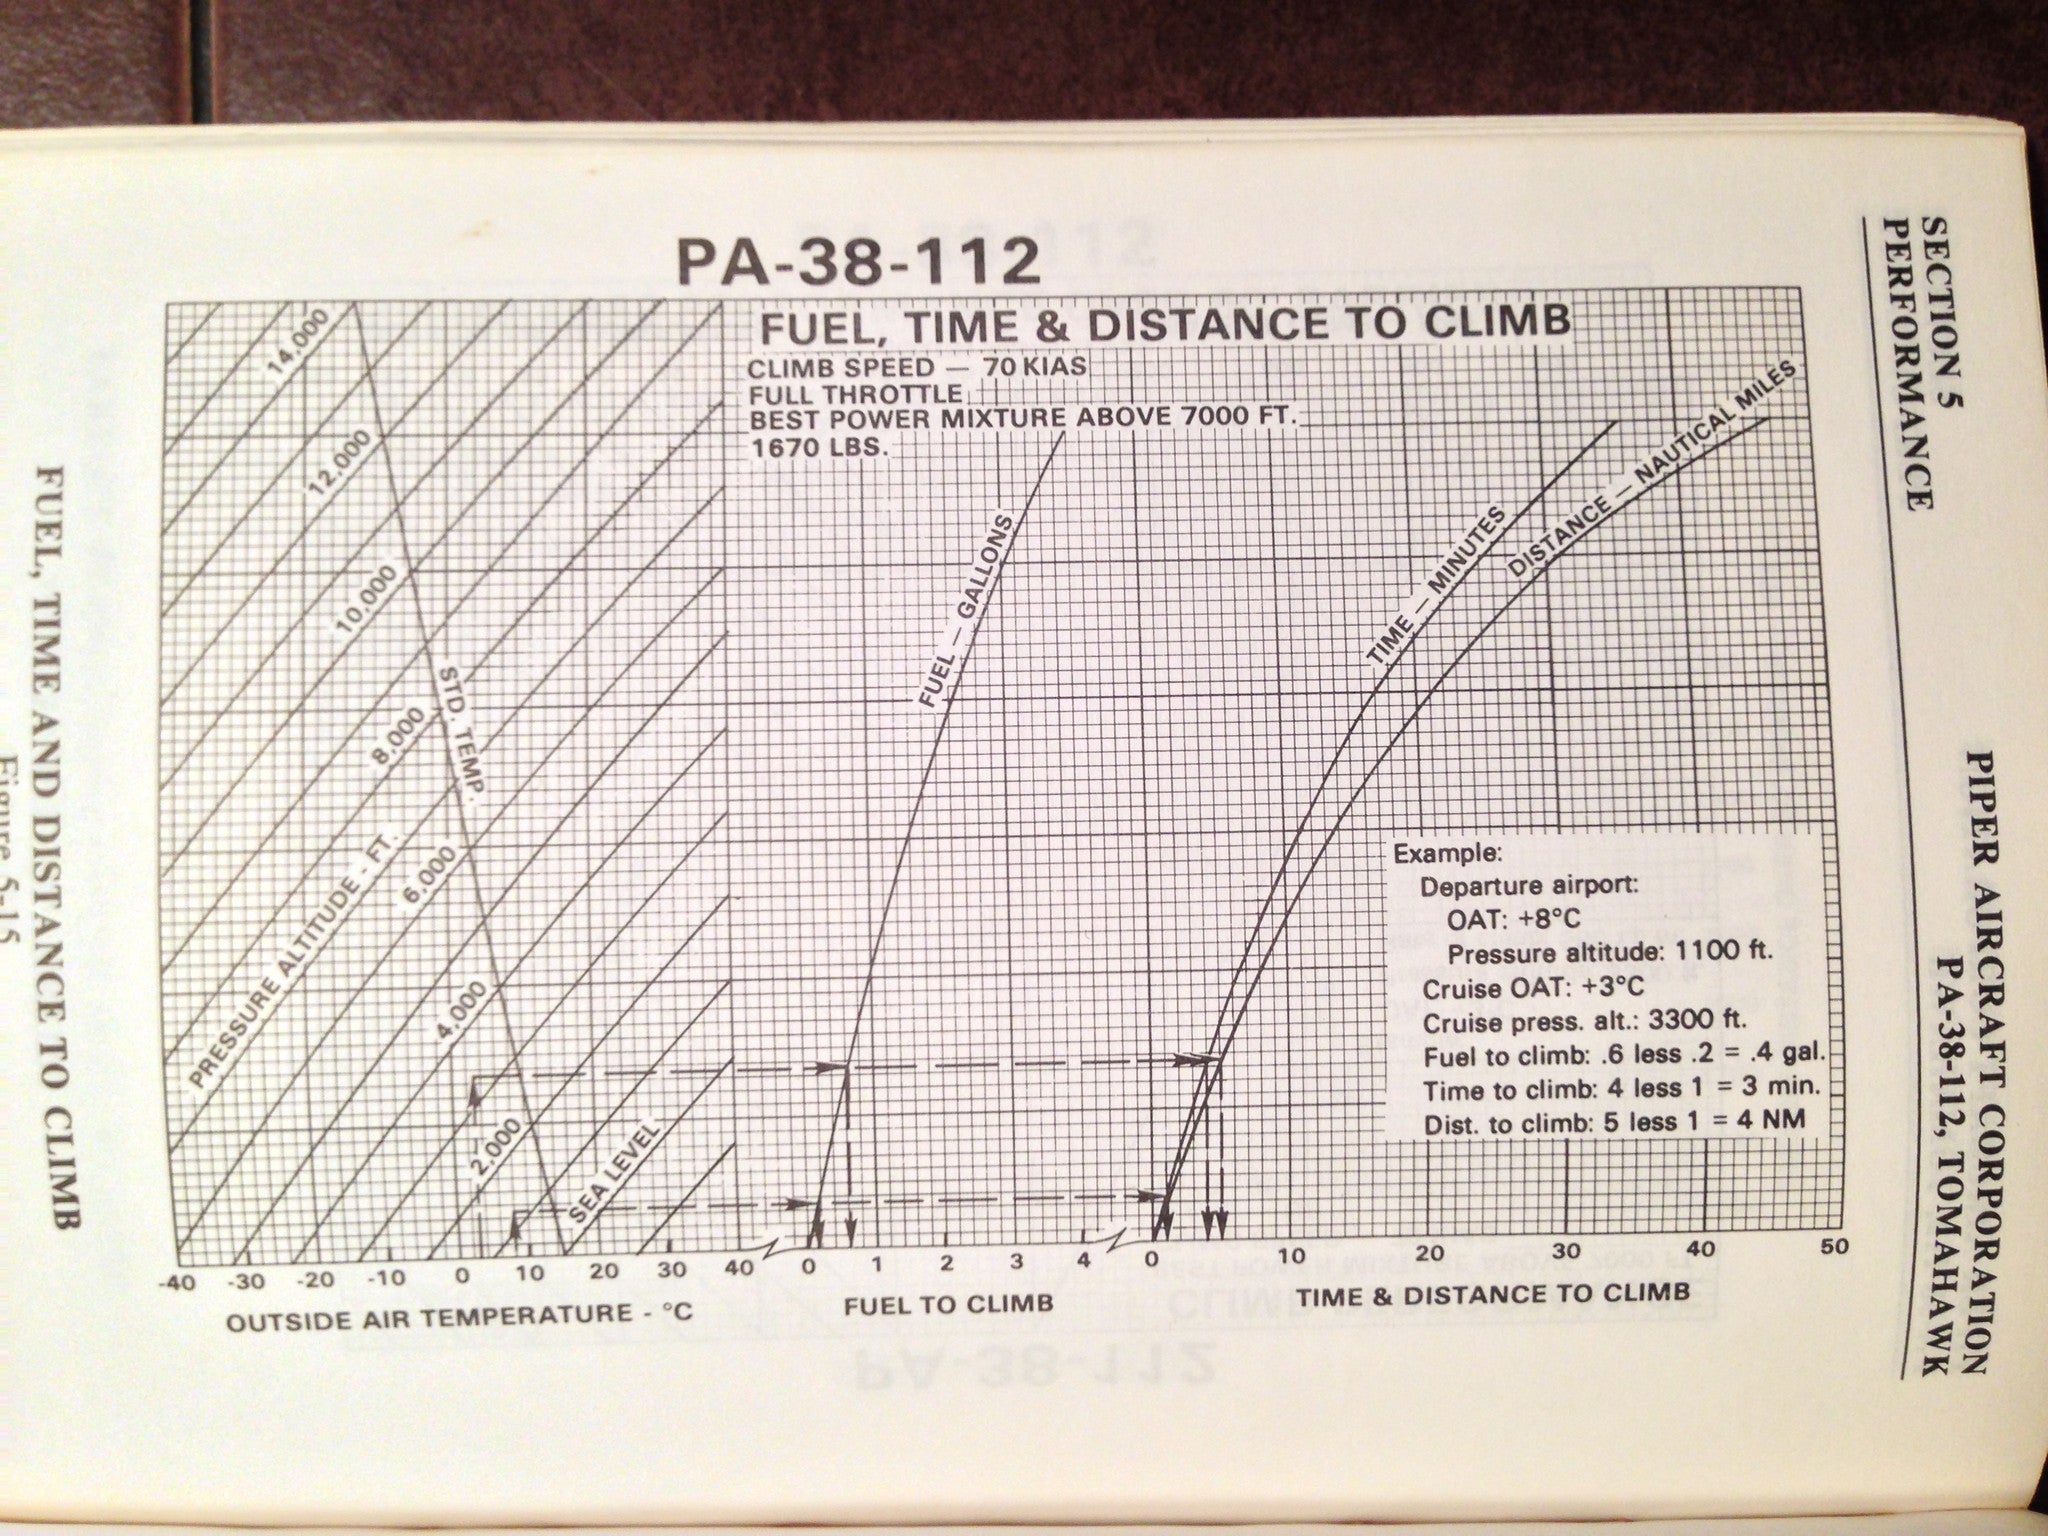 PA-38-112
FUEL, TIME & DISTANCE TO CLIMB
CLIMB SPEED — 70 KIAS
FULL THROTTLE
BEST POWER MIXTURE ABOVE 7000 FT.
1670 LBS.
14,000
12,000
10,000
8,000
6,000
4,000
2,000
SEA LEVEL
PRESSURE ALTITUDE - FT.
STD. TEMP.
FUEL — GALLONS
TIME — MINUTES
DISTANCE — NAUTICAL MILES
Example:
Departure airport:
OAT: +8°C
Pressure altitude: 1100 ft.
Cruise OAT: +3°C
Cruise press. alt.: 3300 ft.
Fuel to climb: .6 less .2 = .4 gal.
Time to climb: 4 less 1 = 3 min.
Dist. to climb: 5 less 1 = 4 NM
-40 -30 -20 -10 0 10 20 30 40 0 1 2 3 4 0 10 20 30 40 50
OUTSIDE AIR TEMPERATURE - °C
FUEL TO CLIMB
TIME & DISTANCE TO CLIMB
SECTION 5
PERFORMANCE
PIPER AIRCRAFT CORPORATION
PA-38-112, TOMAHAWK
FUEL, TIME AND DISTANCE TO CLIMB
Figure 5-15